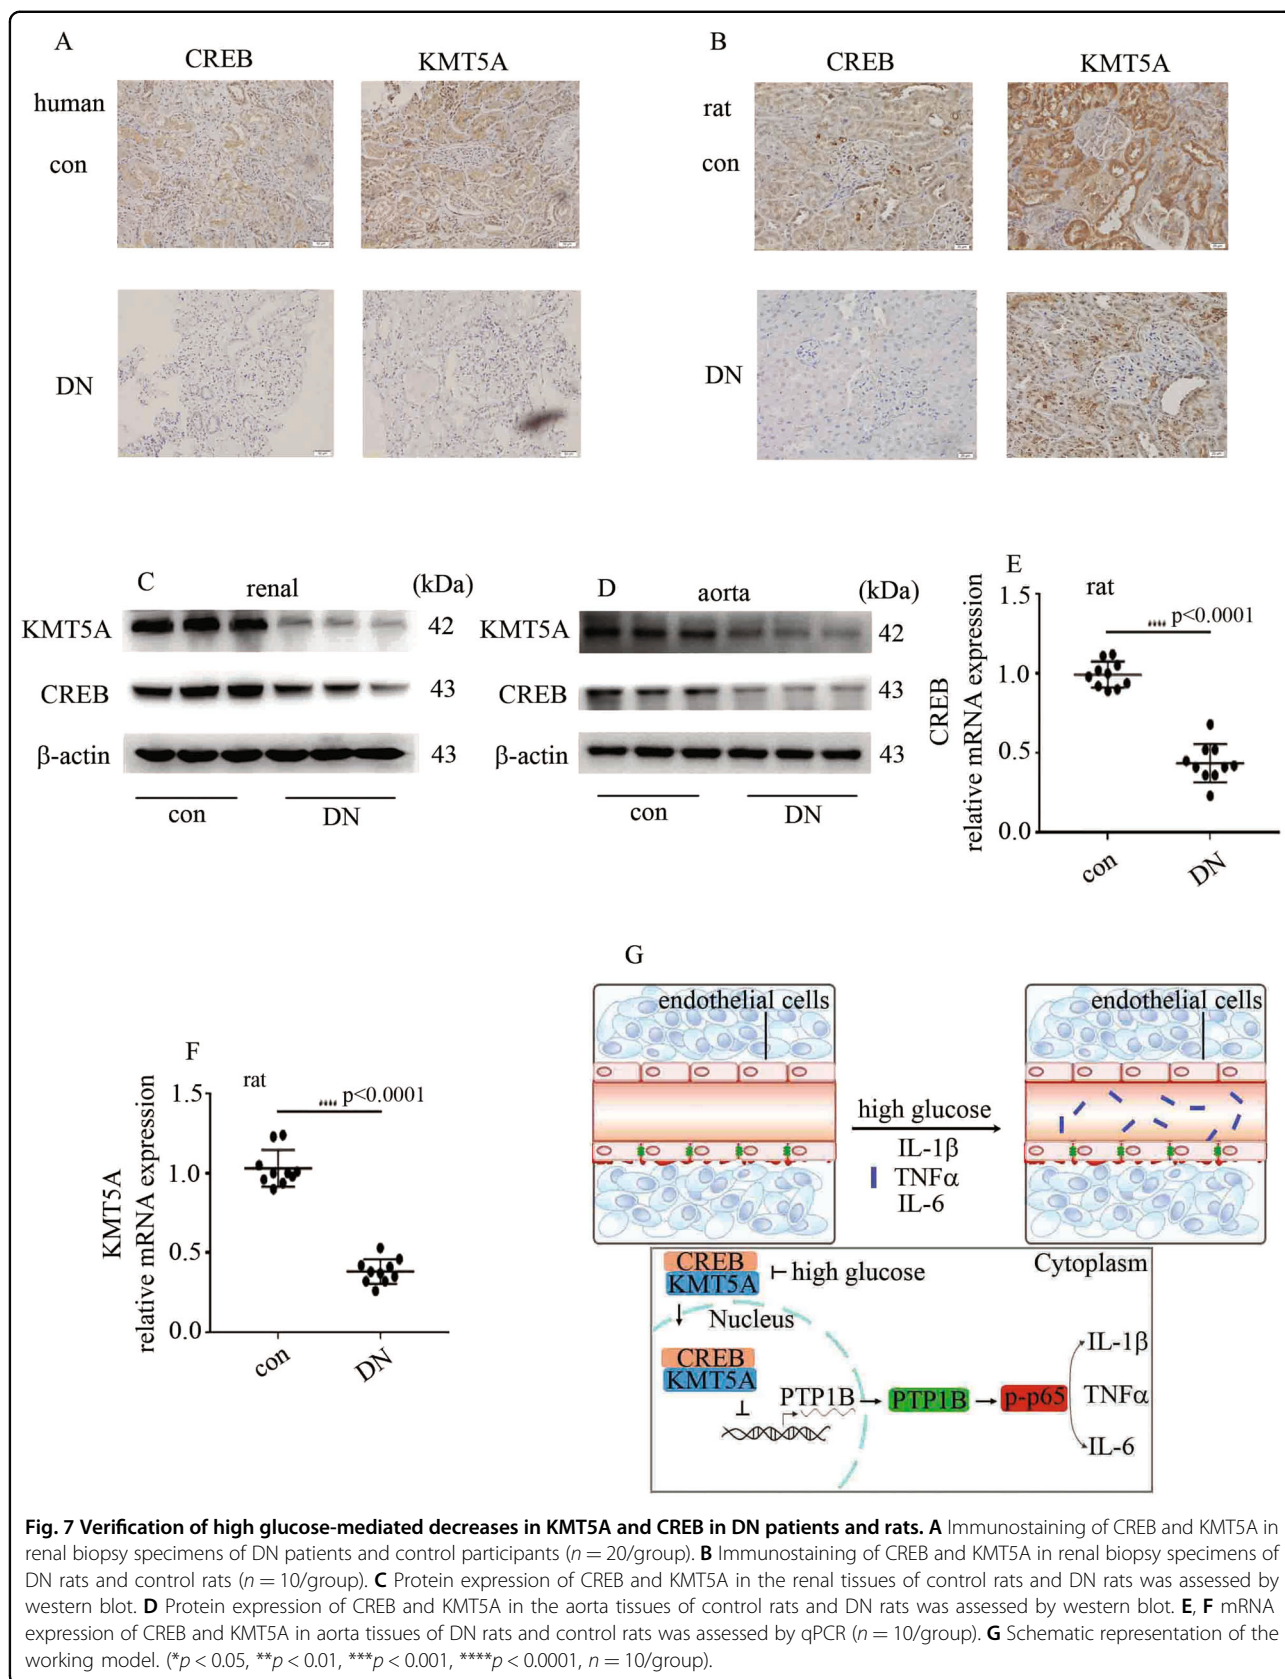 A
CREB
KMT5A
human
con
DN
B
CREB
KMT5A
rat
con
DN
C
renal
(kDa)
KMT5A
42
CREB
43
β-actin
43
con
DN
D
aorta
(kDa)
KMT5A
42
CREB
43
β-actin
43
con
DN
E
rat
**** p<0.0001
CREB
relative mRNA expression
1.5
1.0
0.5
0.0
con
DN
F
rat
**** p<0.0001
KMT5A
relative mRNA expression
1.5
1.0
0.5
0.0
con
DN
G
endothelial cells
high glucose
IL-1β
TNFα
IL-6
endothelial cells
CREB
KMT5A
high glucose
Cytoplasm
Nucleus
CREB
KMT5A
PTP1B
PTP1B
p-p65
IL-1β
TNFα
IL-6
Fig. 7 Verification of high glucose-mediated decreases in KMT5A and CREB in DN patients and rats. A Immunostaining of CREB and KMT5A in
renal biopsy specimens of DN patients and control participants (n = 20/group). B Immunostaining of CREB and KMT5A in renal biopsy specimens of
DN rats and control rats (n = 10/group). C Protein expression of CREB and KMT5A in the renal tissues of control rats and DN rats was assessed by
western blot. D Protein expression of CREB and KMT5A in the aorta tissues of control rats and DN rats was assessed by western blot. E, F mRNA
expression of CREB and KMT5A in aorta tissues of DN rats and control rats was assessed by qPCR (n = 10/group). G Schematic representation of the
working model. (*p < 0.05, **p < 0.01, ***p < 0.001, ****p < 0.0001, n = 10/group).